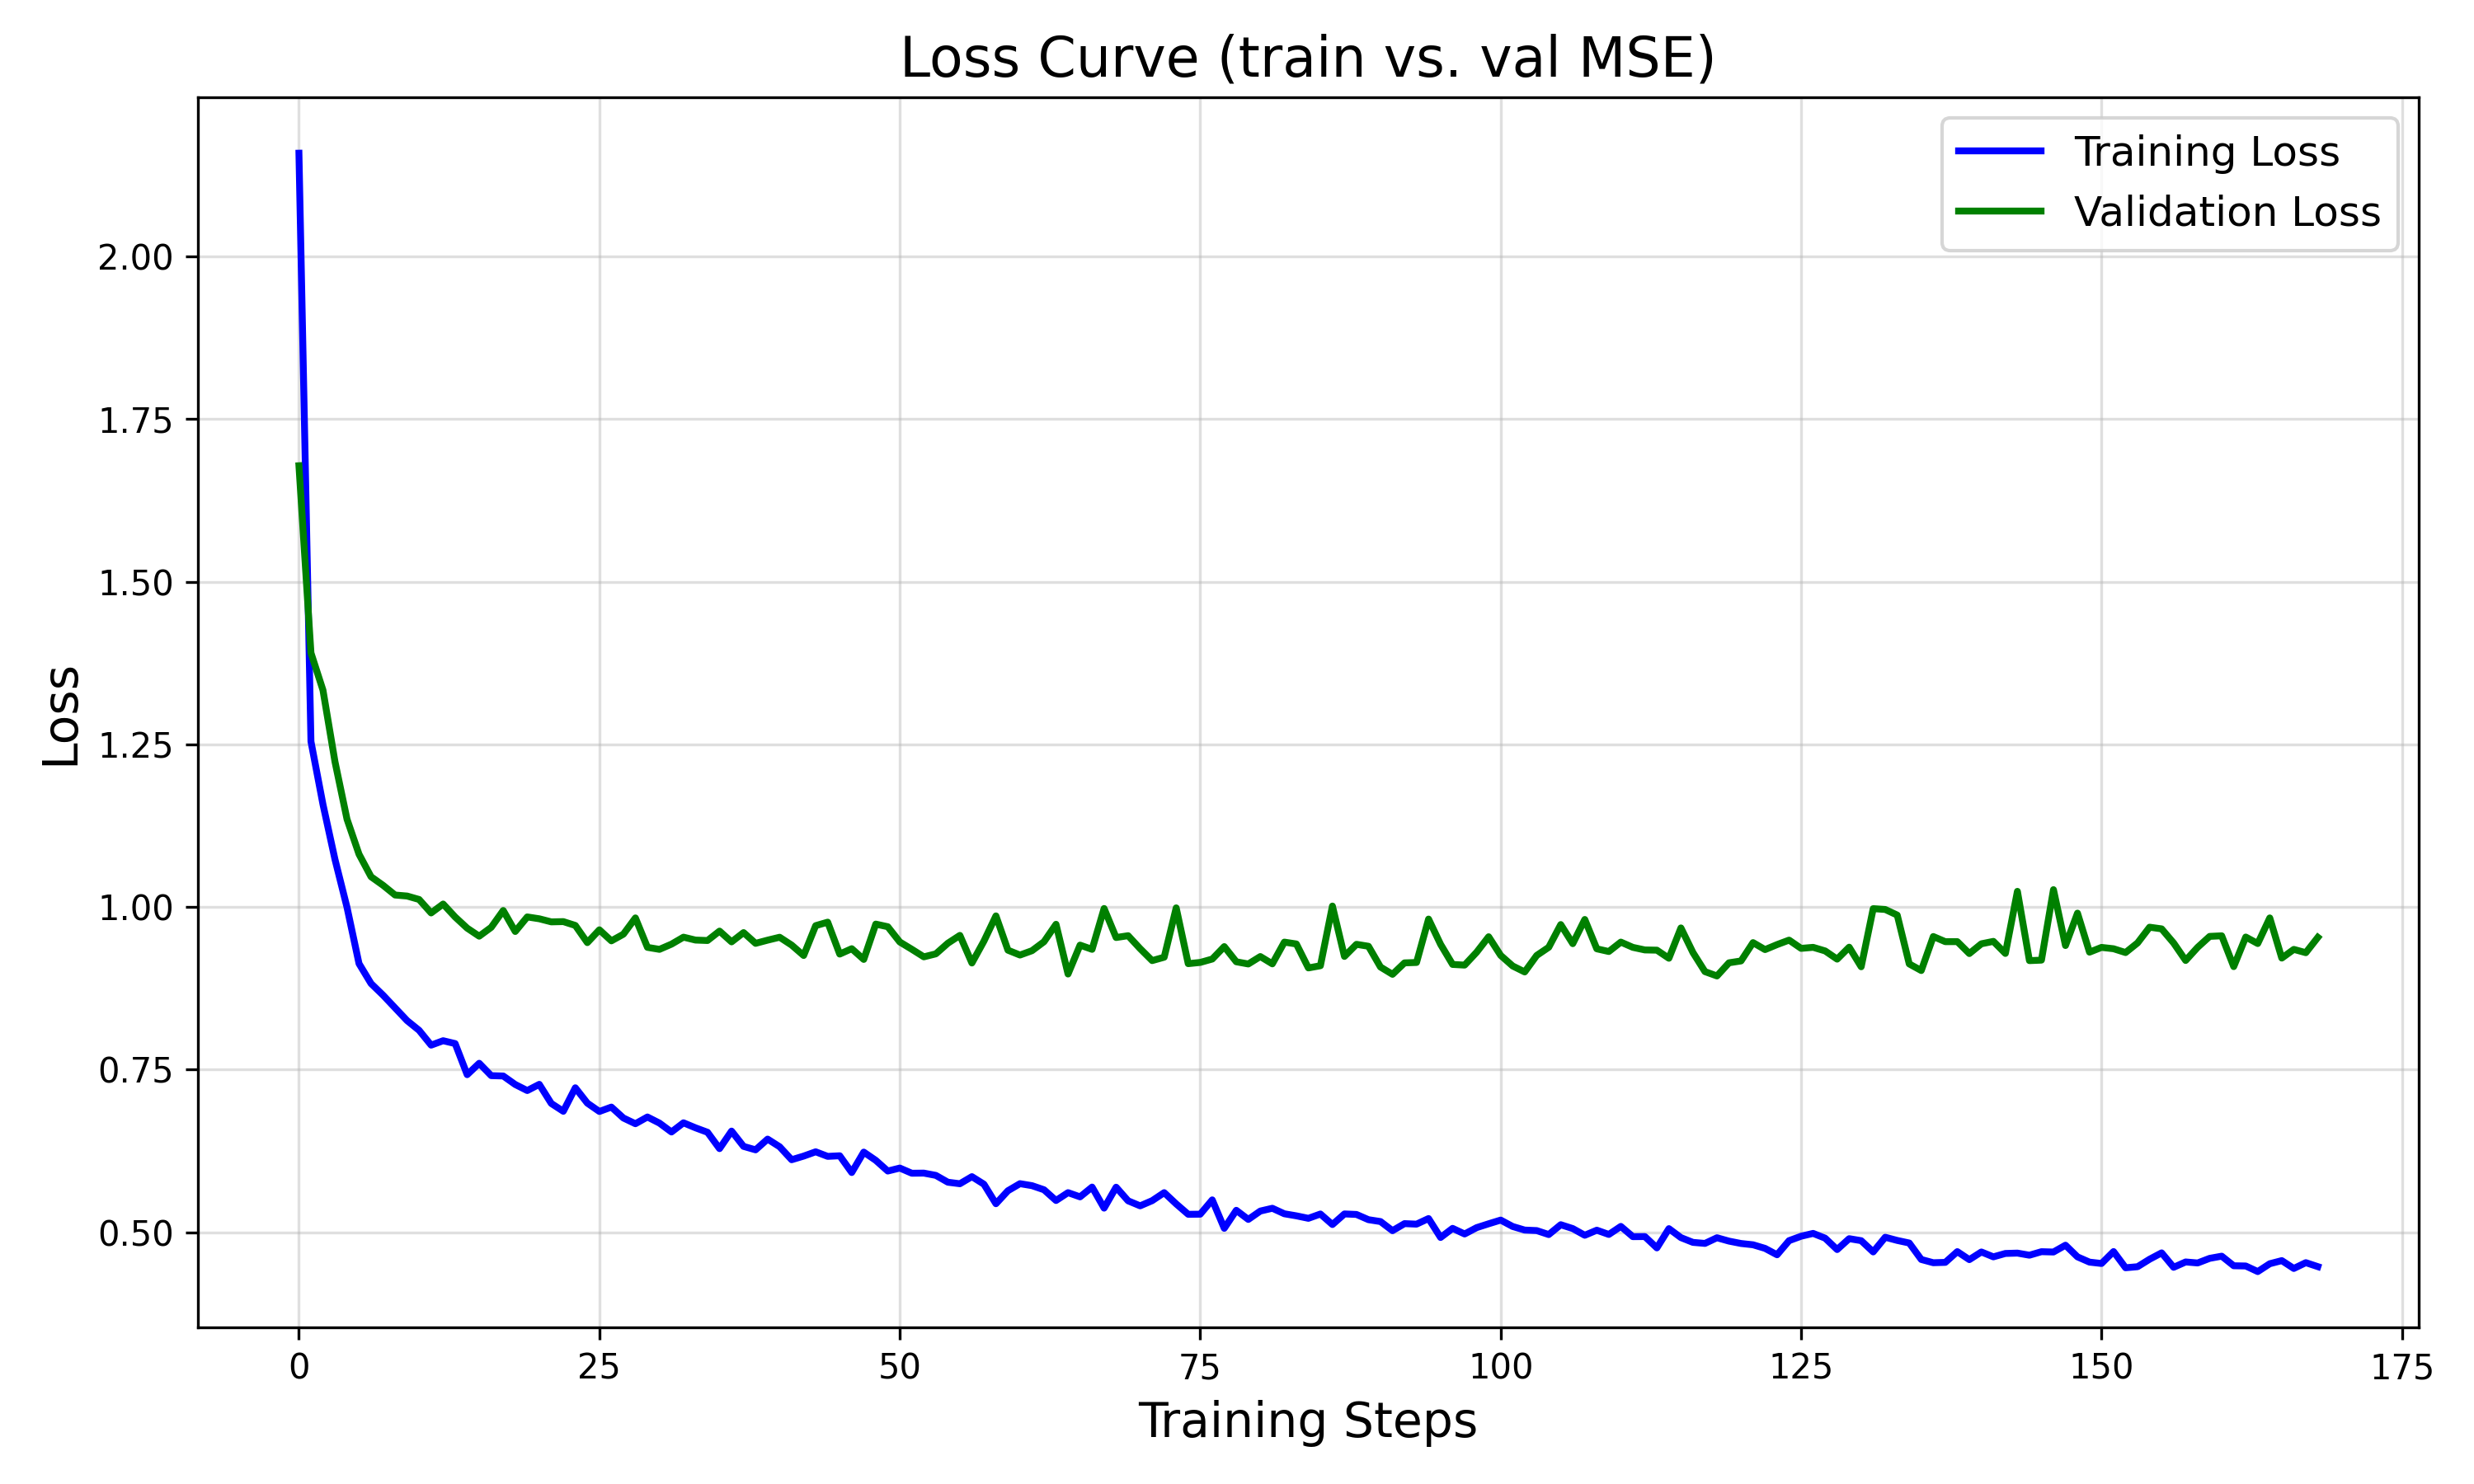 Loss Curve (train vs. val MSE)
Training Loss
Validation Loss
2.00
1.75
1.50
1.25
1.00
0.75
0.50
Loss
0 25 50 75 100 125 150 175
Training Steps